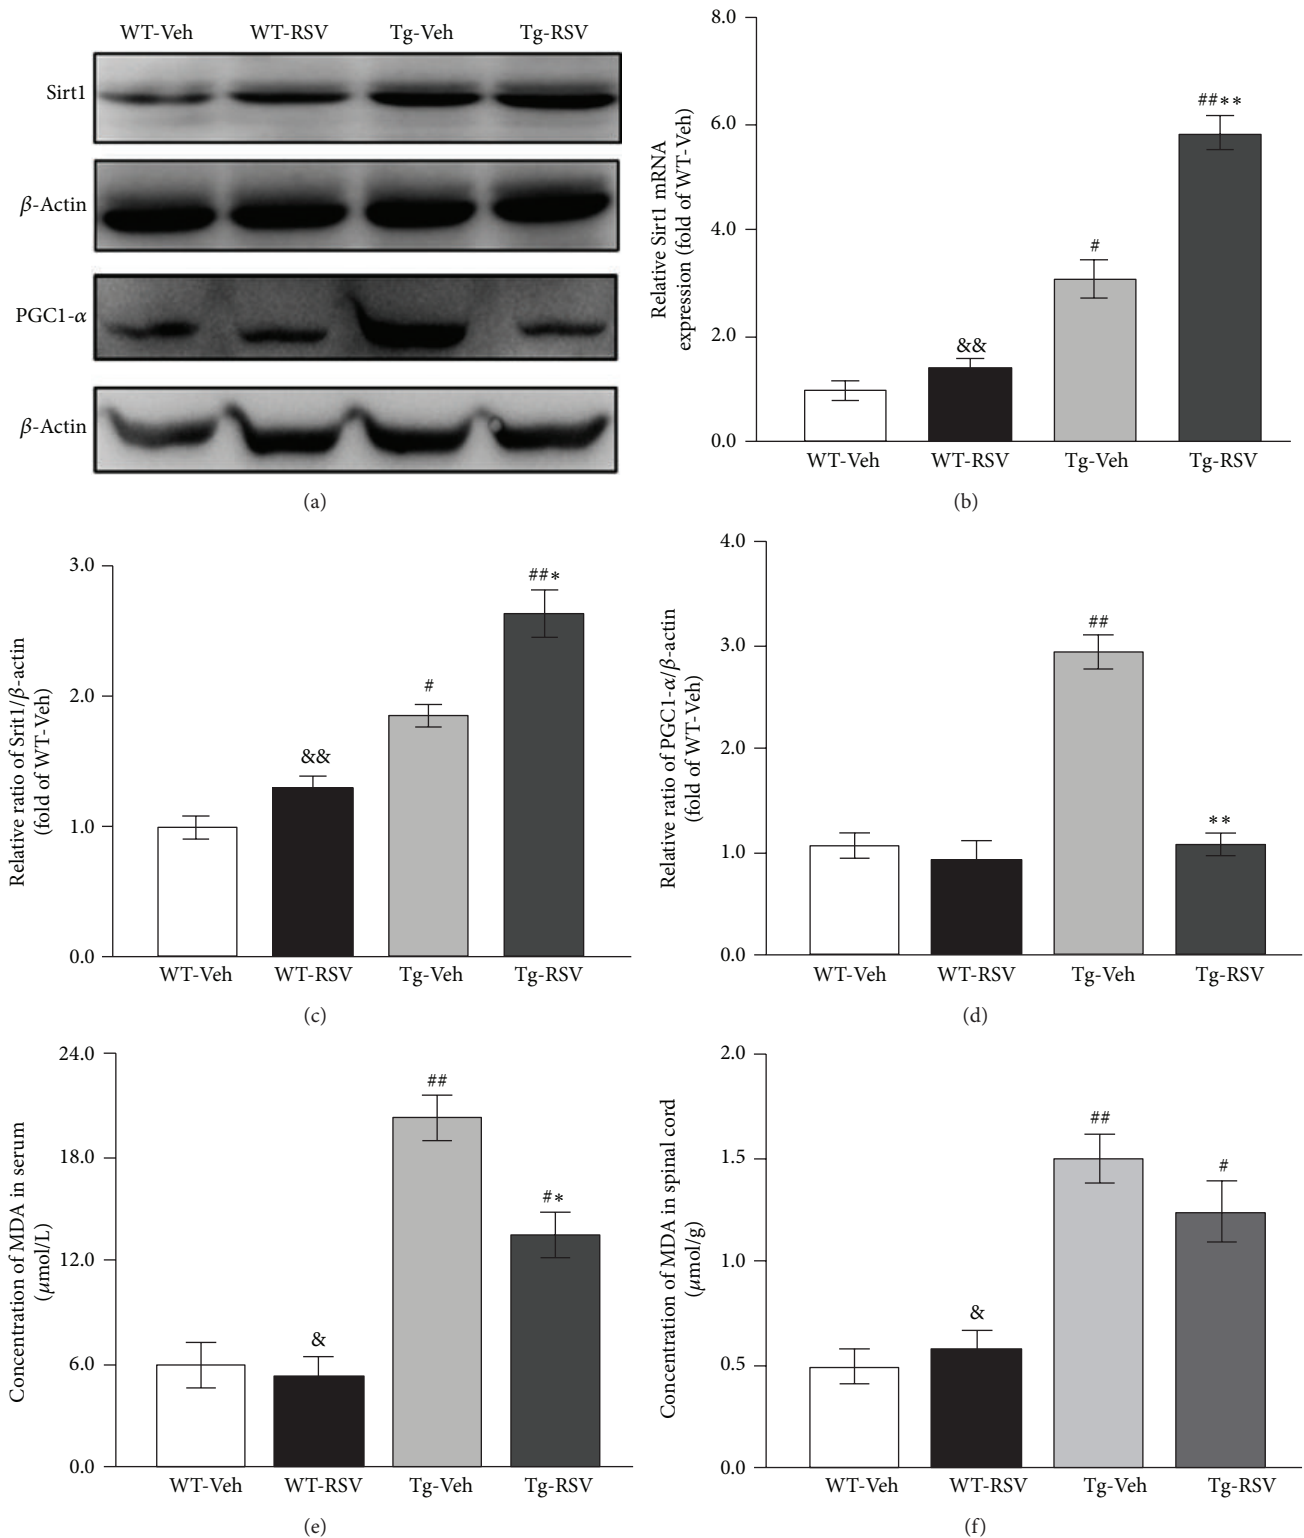 WT-Veh WT-RSV Tg-Veh Tg-RSV
Sirt1
β-Actin
PGC1-α
β-Actin
(a)
8.0
6.0
4.0
2.0
0.0
Relative Sirt1 mRNA
expression (fold of WT-Veh)
&&
#
##**
WT-Veh WT-RSV Tg-Veh Tg-RSV
(b)
3.0
2.0
1.0
0.0
Relative ratio of Srit1/β-actin
(fold of WT-Veh)
&&
#
##*
WT-Veh WT-RSV Tg-Veh Tg-RSV
(c)
4.0
3.0
2.0
1.0
0.0
Relative ratio of PGC1-α/β-actin
(fold of WT-Veh)
##
**
WT-Veh WT-RSV Tg-Veh Tg-RSV
(d)
24.0
18.0
12.0
6.0
0.0
Concentration of MDA in serum
(μmol/L)
&
##
#*
WT-Veh WT-RSV Tg-Veh Tg-RSV
(e)
2.0
1.5
1.0
0.5
0.0
Concentration of MDA in spinal cord
(μmol/g)
&
##
#
WT-Veh WT-RSV Tg-Veh Tg-RSV
(f)